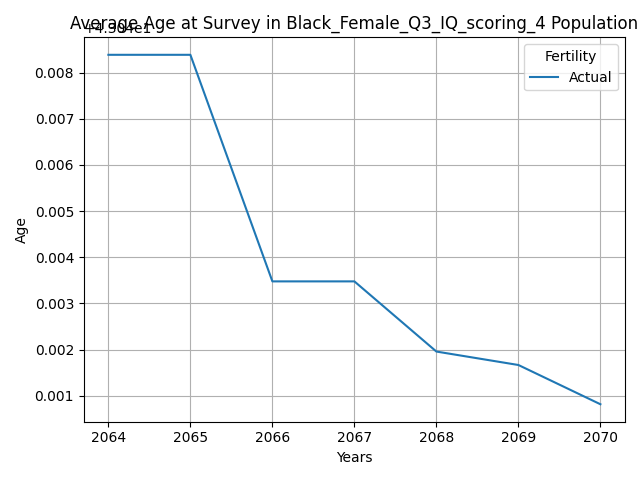 Average Age at Survey in Black_Female_Q3_IQ_scoring_4 Population
Fertility
Actual
0.008
0.007
0.006
0.005
0.004
0.003
0.002
0.001
Age
2064 2065 2066 2067 2068 2069 2070
Years